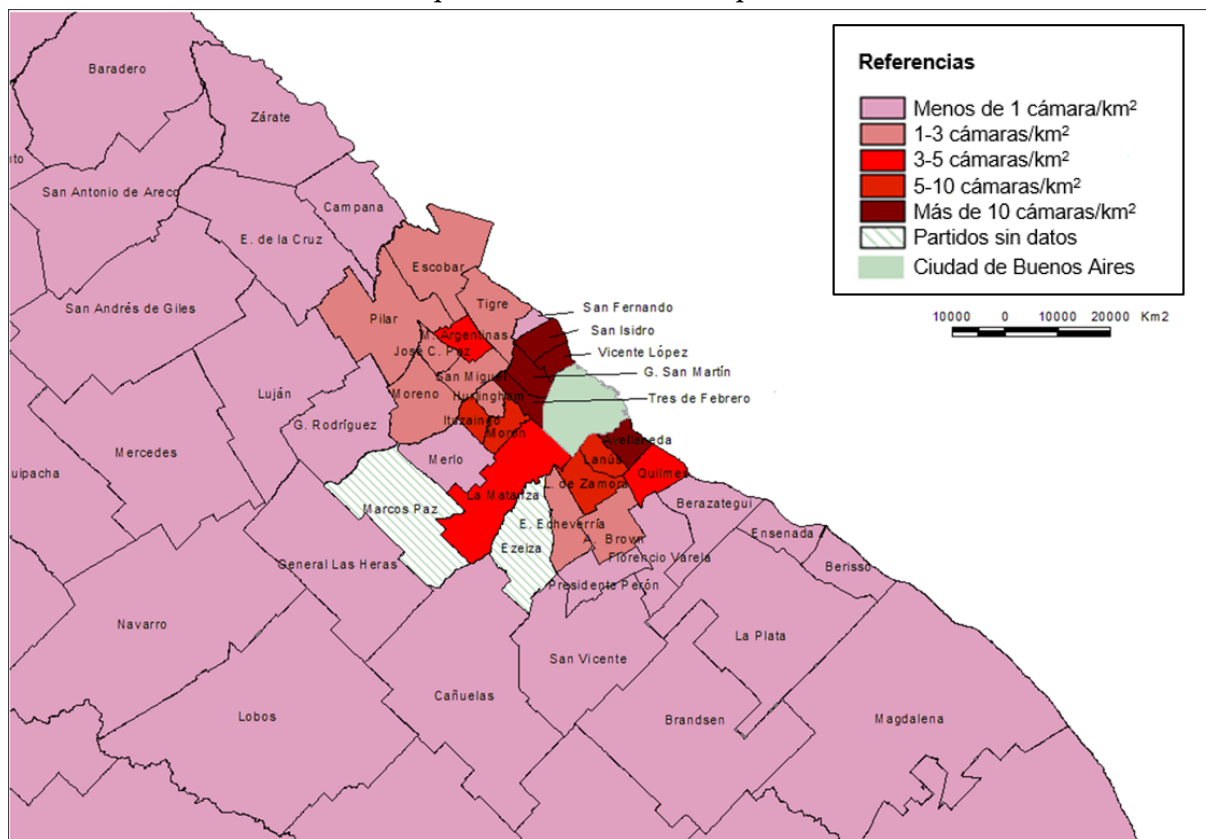 Baradero
Zárate
nto
San Antonio de Areco
Campana
E. de la Cruz
Escobar
San Andrés de Giles
Tigre
San Fernando
Pilar
San Isidro
M. Argentinas
José C. Paz
Vicente López
San Miguel
G. San Martín
Luján
Moreno
Hurlingham
Tres de Febrero
G. Rodríguez
Ituzaingo
Morón
Avellaneda
Mercedes
Merlo
Lanús
uipacha
Quilmes
L. de Zamora
La Matanza
Berazategui
Marcos Paz
E. Echeverría
Ensenada
A. Brown
Ezeiza
Florencio Varela
General Las Heras
Berisso
Presidente Perón
Navarro
La Plata
San Vicente
Cañuelas
Lobos
Brandsen
Magdalena
Referencias
Menos de 1 cámara/km²
1-3 cámaras/km²
3-5 cámaras/km²
5-10 cámaras/km²
Más de 10 cámaras/km²
Partidos sin datos
Ciudad de Buenos Aires
10000 0 10000 20000 Km2